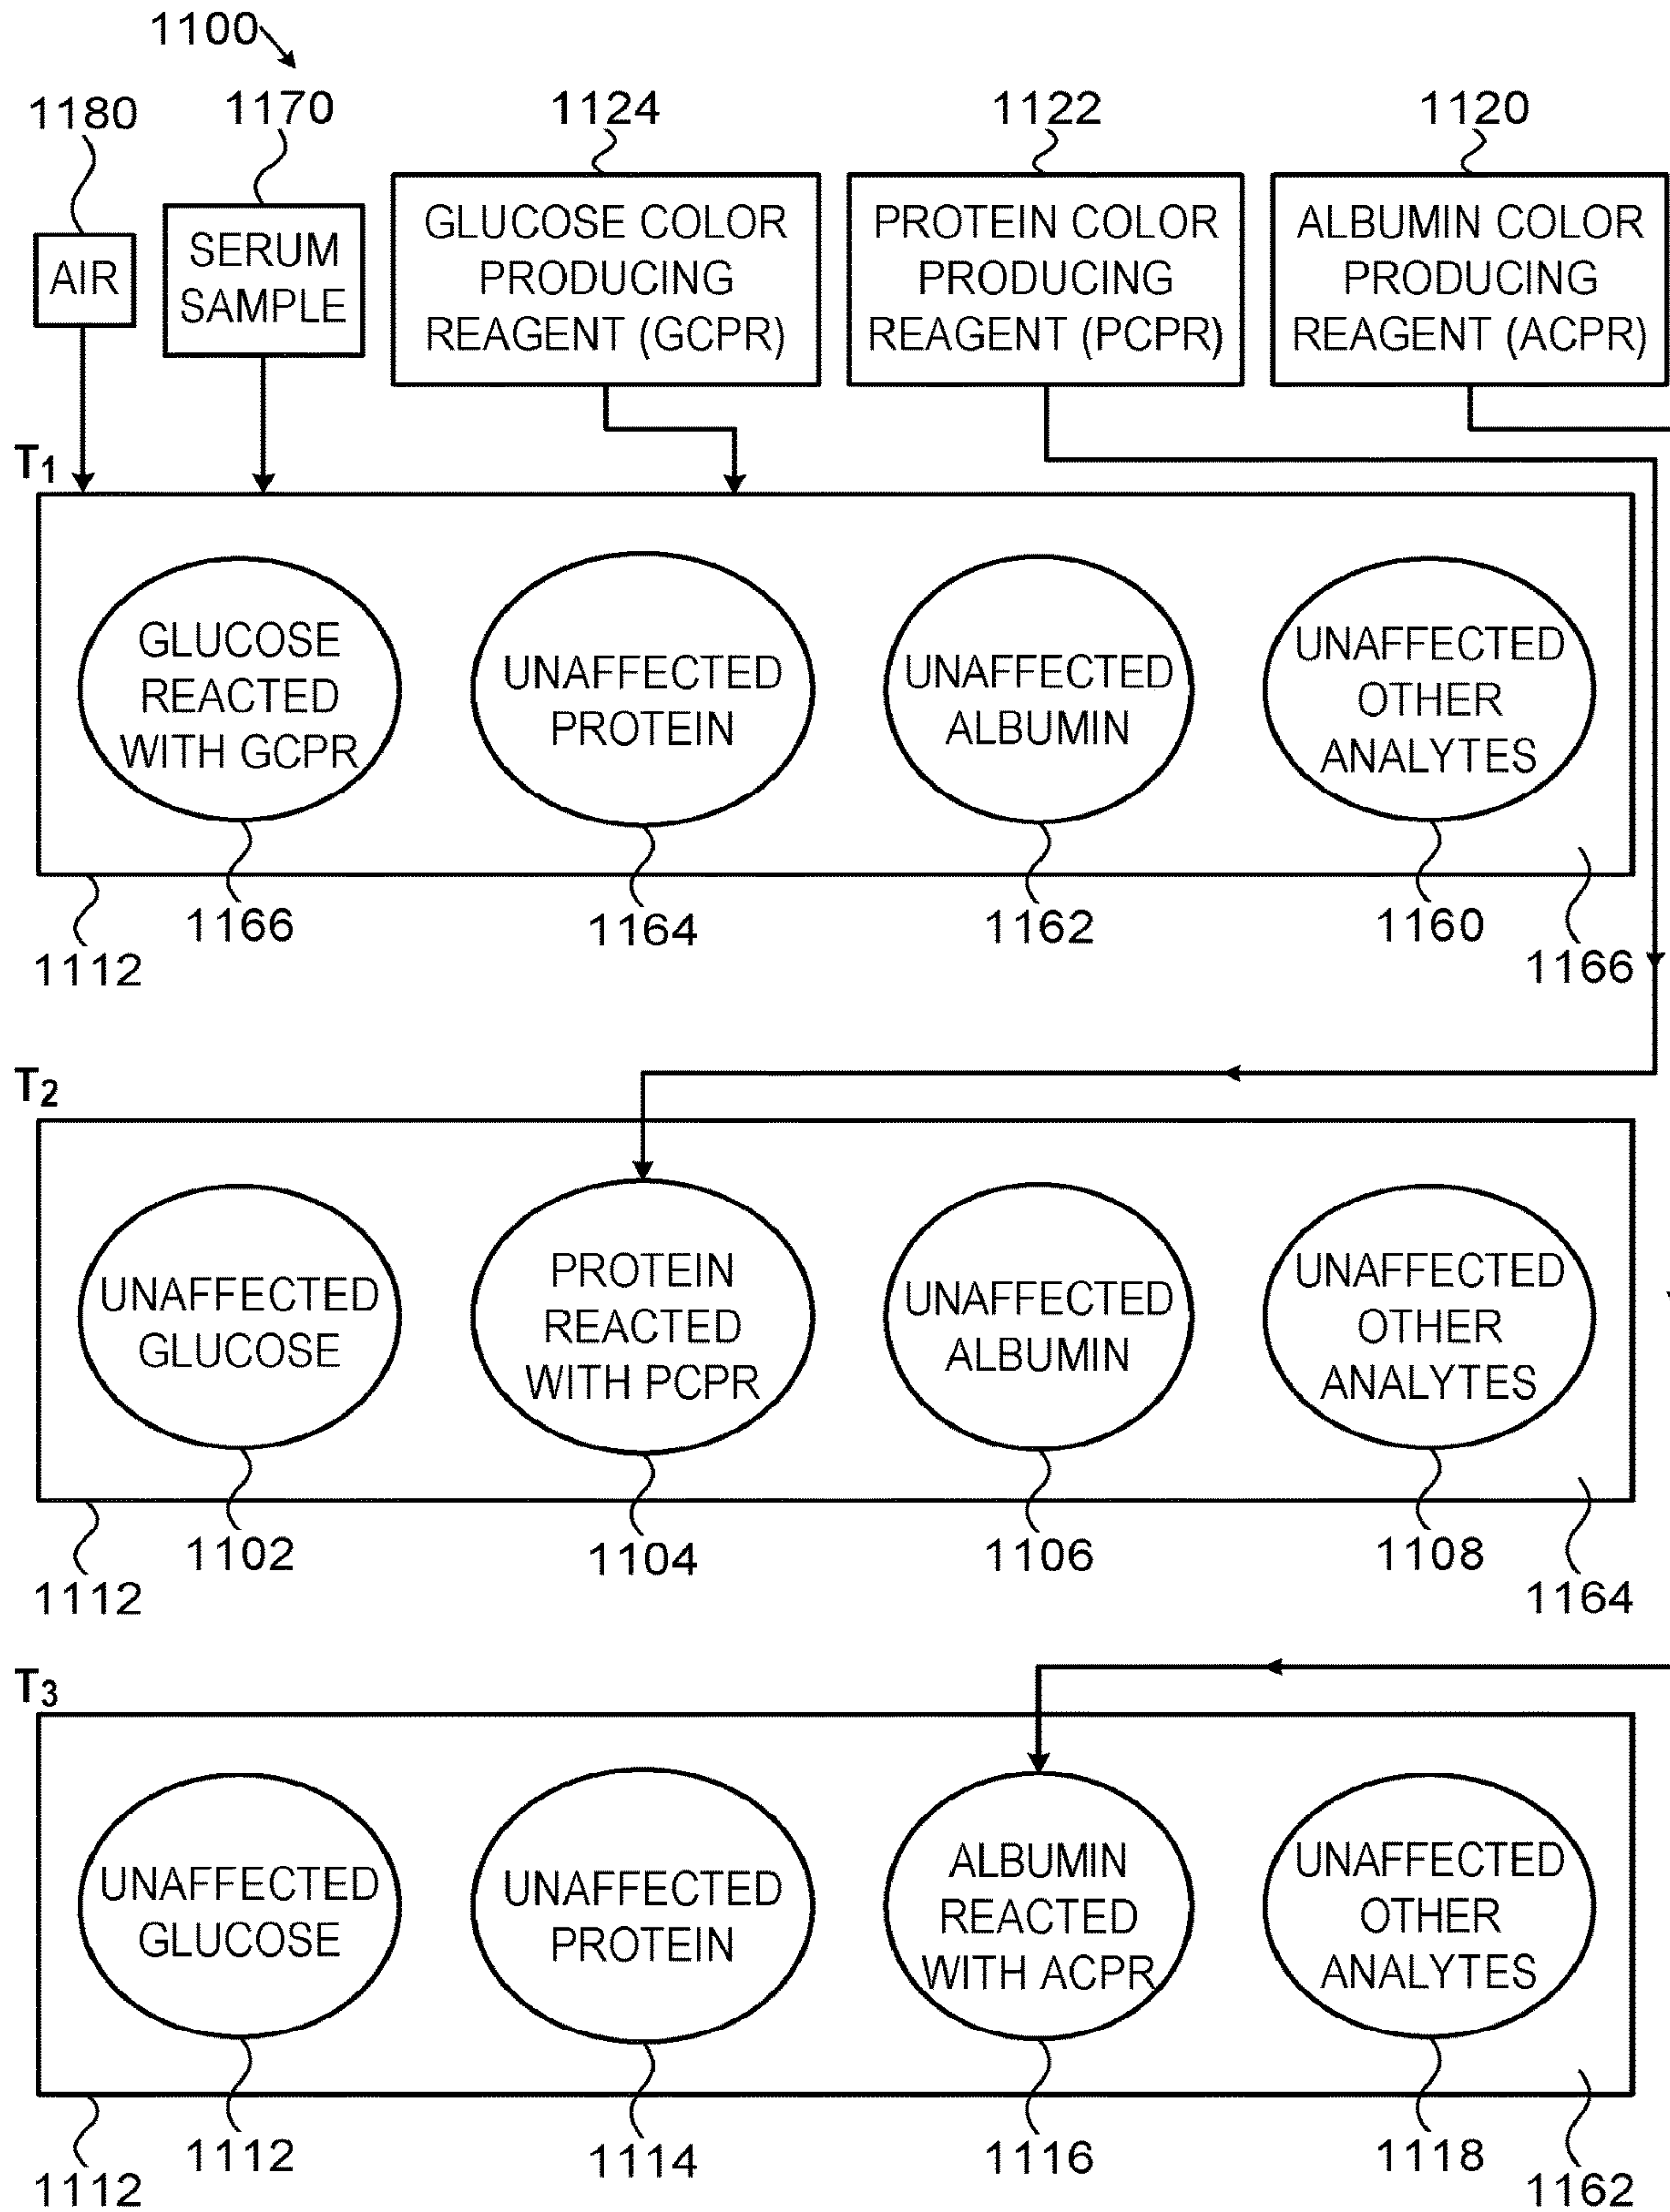 1100
1180
1170
1124
1122
1120
AIR
SERUM
SAMPLE
GLUCOSE COLOR
PRODUCING
REAGENT (GCPR)
PROTEIN COLOR
PRODUCING
REAGENT (PCPR)
ALBUMIN COLOR
PRODUCING
REAGENT (ACPR)
T1
GLUCOSE
REACTED
WITH GCPR
UNAFFECTED
PROTEIN
UNAFFECTED
ALBUMIN
UNAFFECTED
OTHER
ANALYTES
1112
1166
1164
1162
1160
1166
T2
UNAFFECTED
GLUCOSE
PROTEIN
REACTED
WITH PCPR
UNAFFECTED
ALBUMIN
UNAFFECTED
OTHER
ANALYTES
1112
1102
1104
1106
1108
1164
T3
UNAFFECTED
GLUCOSE
UNAFFECTED
PROTEIN
ALBUMIN
REACTED
WITH ACPR
UNAFFECTED
OTHER
ANALYTES
1112
1112
1114
1116
1118
1162